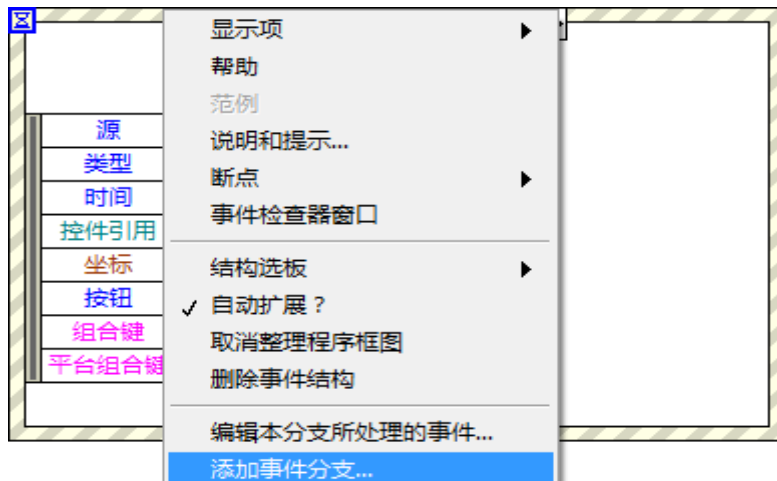 显示项
帮助
范例
说明和提示...
断点
事件检查器窗口
结构选板
自动扩展？
取消整理程序框图
删除事件结构
编辑本分支所处理的事件...
添加事件分支...
源
类型
时间
控件引用
坐标
按钮
组合键
平台组合键